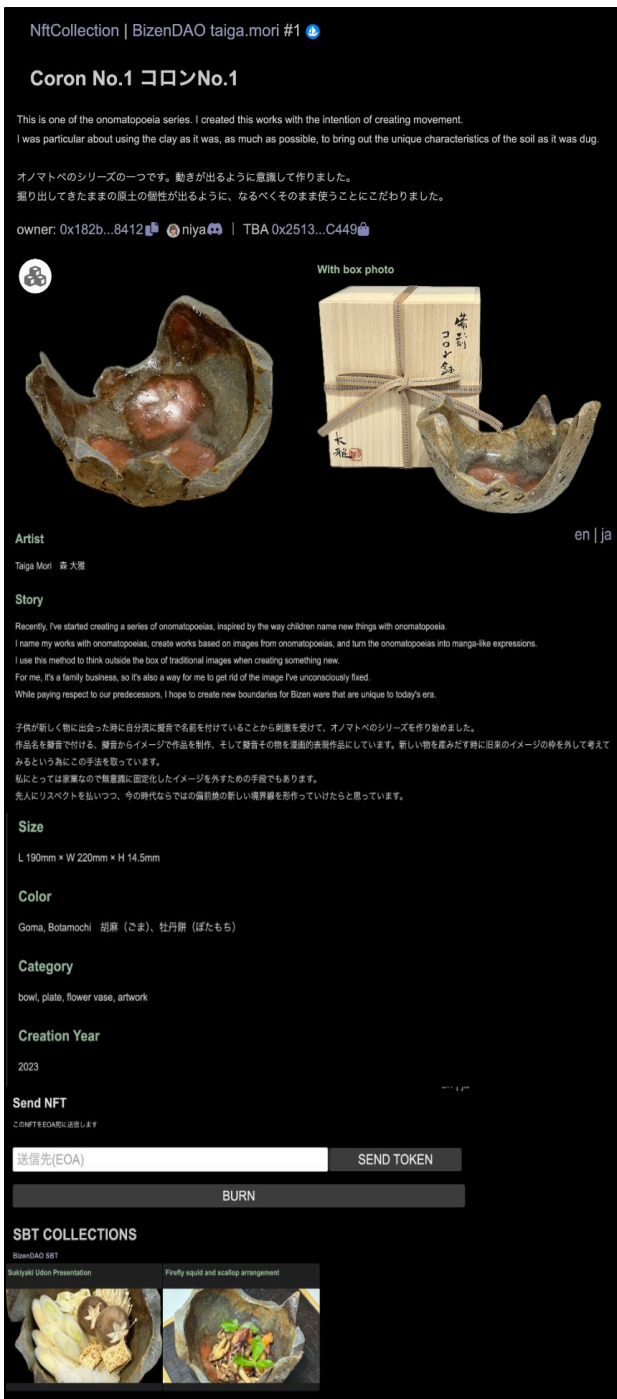 NftCollection | BizenDAO taiga.mori #1
Coron No.1 コロンNo.1
This is one of the onomatopoeia series. I created this works with the intention of creating movement.
I was particular about using the clay as it was, as much as possible, to bring out the unique characteristics of the soil as it was dug.
オノマトペのシリーズの一つです。動きが出るように意識して作りました。
掘り出してきたままの原土の個性が出るように、なるべくそのまま使うことにこだわりました。
owner: 0x182b...8412 niya | TBA 0x2513...C449
With box photo
備前
コロン鉢
大雅
Artist
en | ja
Taiga Mori 森 大雅
Story
Recently, I've started creating a series of onomatopoeias, inspired by the way children name new things with onomatopoeia.
I name my works with onomatopoeias, create works based on images from onomatopoeias, and turn the onomatopoeias into manga-like expressions.
I use this method to think outside the box of traditional images when creating something new.
For me, it's a family business, so it's also a way for me to get rid of the image I've unconsciously fixed.
While paying respect to our predecessors, I hope to create new boundaries for Bizen ware that are unique to today's era.
子供が新しく物に出会った時に自分流に擬音で名前を付けていることから刺激を受けて、オノマトペのシリーズを作り始めました。
作品名を擬音で付ける、擬音からイメージで作品を制作、そして擬音その物を漫画的表現作品にしています。新しい物を産みだす時に旧来のイメージの枠を外して考えて
みるという為にこの手法を取っています。
私にとっては家業なので無意識に固定化したイメージを外すための手段でもあります。
先人にリスペクトを払いつつ、今の時代ならではの備前焼の新しい境界線を形作っていけたらと思っています。
Size
L 190mm × W 220mm × H 14.5mm
Color
Goma, Botamochi 胡麻（ごま）、牡丹餅（ぼたもち）
Category
bowl, plate, flower vase, artwork
Creation Year
2023
Send NFT
このNFTをEOA宛に送信します
送信先(EOA)
SEND TOKEN
BURN
SBT COLLECTIONS
BizenDAO SBT
Sukiyaki Udon Presentation
Firefly squid and scallop arrangement